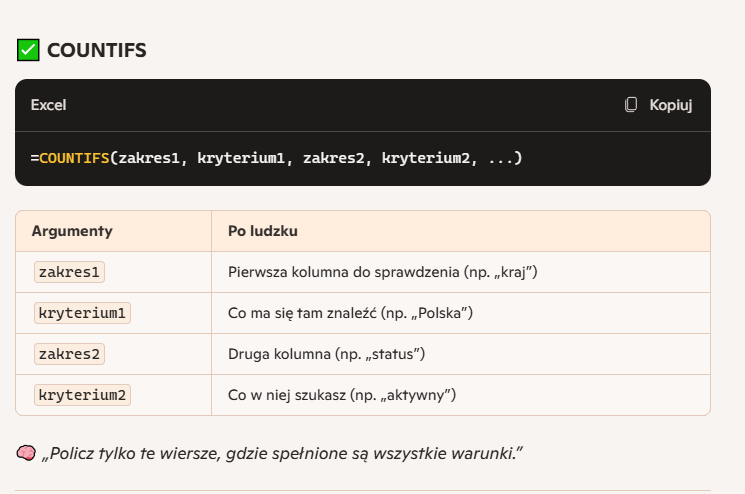 ✅ COUNTIFS
Excel
Kopiuj
=COUNTIFS(zakres1, kryterium1, zakres2, kryterium2, ...)
Argumenty Po ludzku
zakres1 Pierwsza kolumna do sprawdzenia (np. „kraj”)
kryterium1 Co ma się tam znaleźć (np. „Polska”)
zakres2 Druga kolumna (np. „status”)
kryterium2 Co w niej szukasz (np. „aktywny”)
🧠 „Policz tylko te wiersze, gdzie spełnione są wszystkie warunki.”